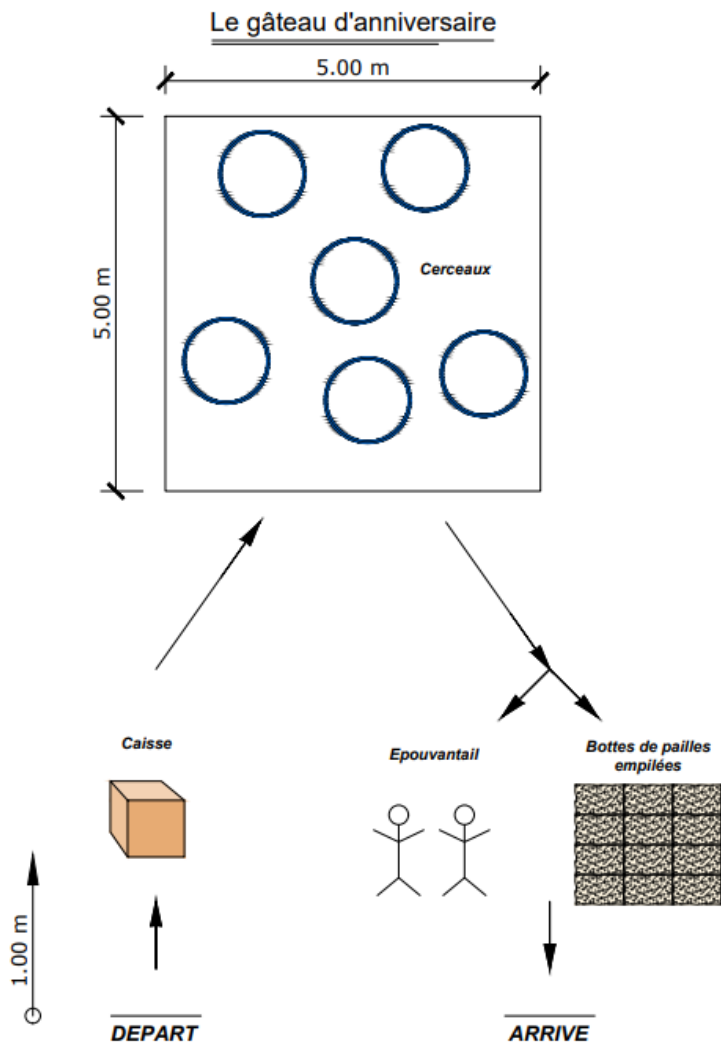 Le gâteau d'anniversaire
5.00 m
5.00 m
Cerceaux
Caisse
Epouvantail
Bottes de pailles
empilées
1.00 m
DEPART
ARRIVE